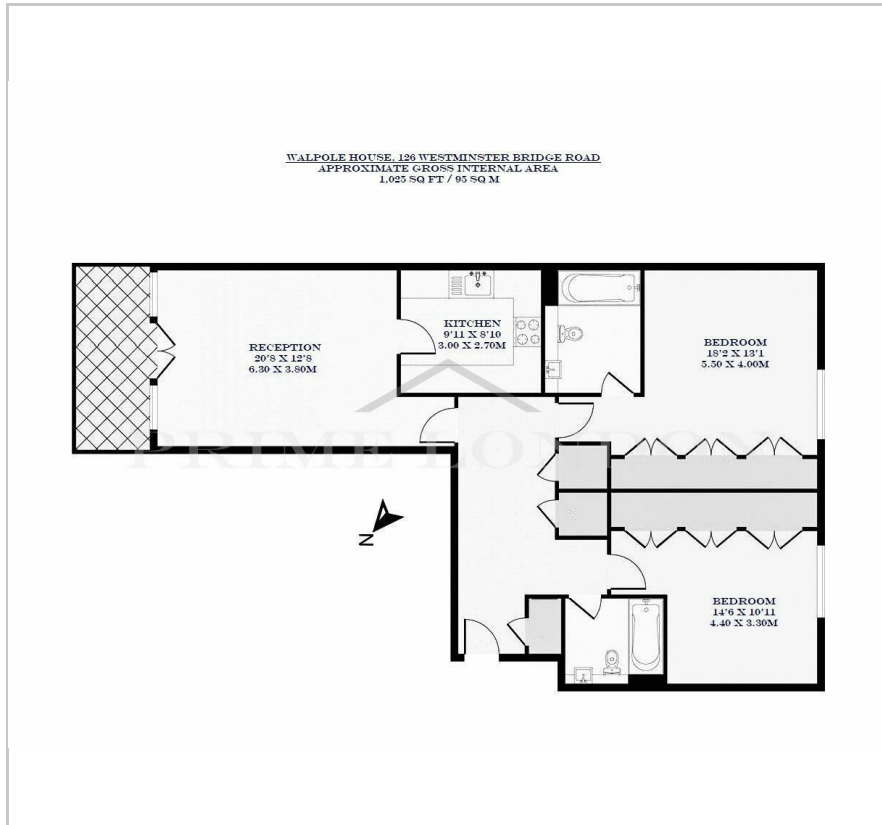 WALPOLE HOUSE, 126 WESTMINSTER BRIDGE ROAD
APPROXIMATE GROSS INTERNAL AREA
1,025 SQ FT / 95 SQ M
KITCHEN
9'11 X 8'10
3.00 X 2.70M
RECEPTION
20'8 X 12'8
6.30 X 3.80M
BEDROOM
18'2 X 13'1
5.50 X 4.00M
PRIME LONDON
N
BEDROOM
14'6 X 10'11
4.40 X 3.30M